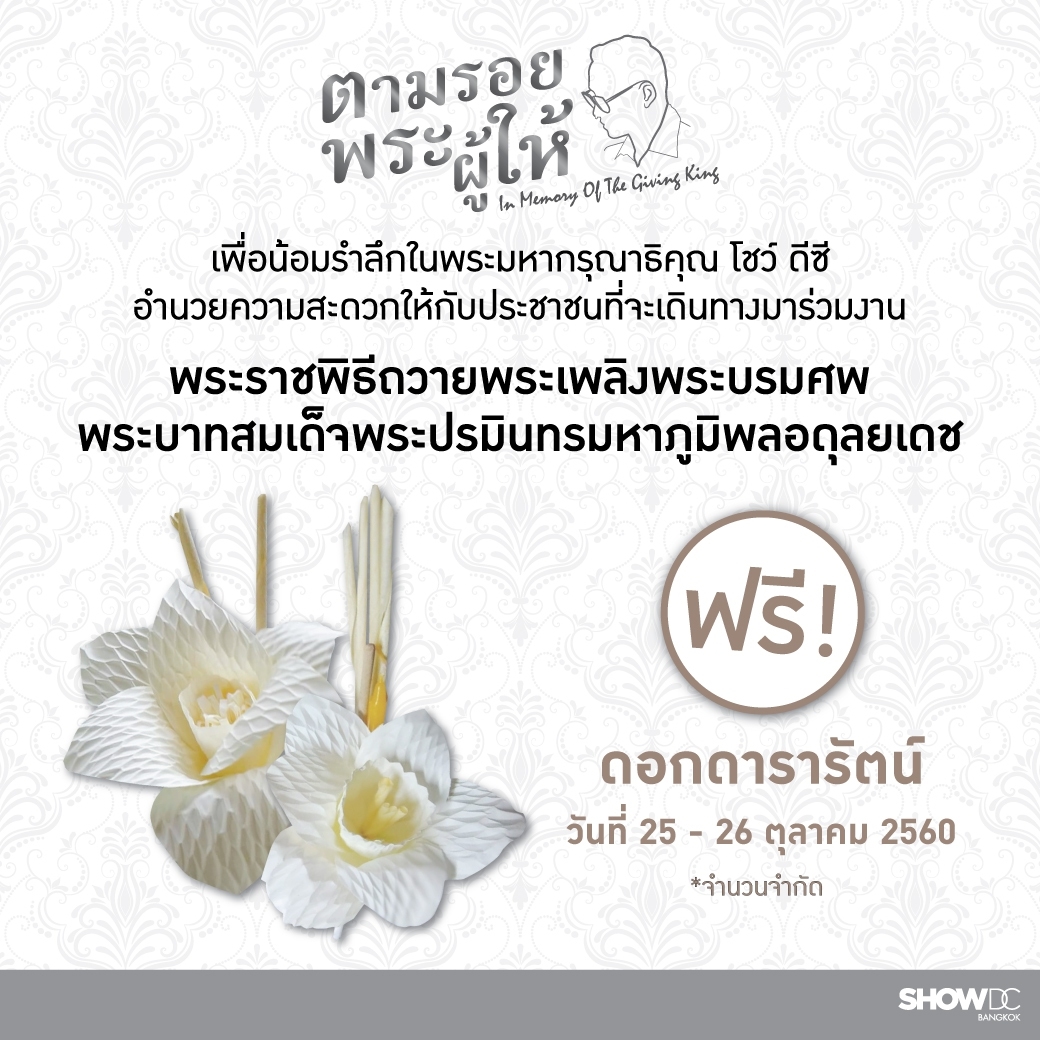 ตามรอย
พระผู้ให้
In Memory Of The Giving King
เพื่อน้อมรำลึกในพระมหากรุณาธิคุณ โชว์ ดีซี
อำนวยความสะดวกให้กับประชาชนที่จะเดินทางมาร่วมงาน
พระราชพิธีถวายพระเพลิงพระบรมศพ
พระบาทสมเด็จพระปรมินทรมหาภูมิพลอดุลยเดช
ฟรี!
ดอกดารารัตน์
วันที่ 25 - 26 ตุลาคม 2560
*จำนวนจำกัด
SHOWDC
BANGKOK